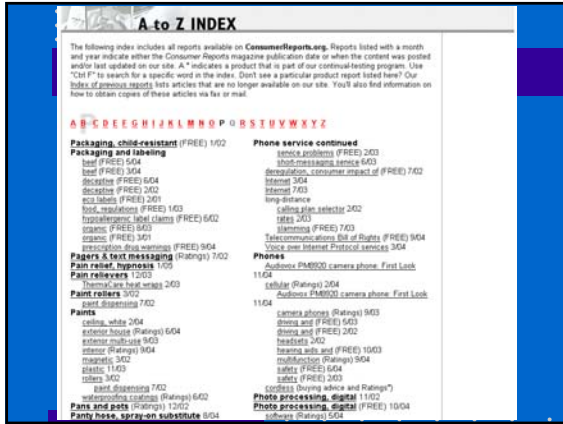 A to Z INDEX
The following index includes all reports available on ConsumerReports.org. Reports listed with a month
and year indicate either the Consumer Reports magazine publication date or when the content was posted
and/or last updated on our site. A * indicates a product that is part of our continual-testing program. Use
"Ctrl F" to search for a specific word in the index. Don't see a particular product report listed here? Our
Index of previous reports lists articles that are no longer available on our site. You'll also find information on
how to obtain copies of these articles via fax or mail.
A B C D E F G H I J K L M N O P Q R S T U V W X Y Z
Packaging, child-resistant (FREE) 1/02
Packaging and labeling
beef (FREE) 5/04
beef (FREE) 3/04
deceptive (FREE) 6/04
deceptive (FREE) 2/02
eco labels (FREE) 2/01
food, regulations (FREE) 1/03
hypoallergenic label claims (FREE) 6/02
organic (FREE) 8/03
organic (FREE) 3/01
prescription drug warnings (FREE) 9/04
Pagers & text messaging (Ratings) 7/02
Pain relief, hypnosis 1/05
Pain relievers 12/03
ThermaCare heat wraps 2/03
Paint rollers 3/02
paint dispensing 7/02
Paints
ceiling, white 2/04
exterior house (Ratings) 6/04
exterior multi-use 9/03
interior (Ratings) 9/04
magnetic 3/02
plastic 11/03
rollers 3/02
paint dispensing 7/02
waterproofing coatings (Ratings) 6/02
Pans and pots (Ratings) 12/02
Panty hose, spray-on substitute 8/04
Phone service continued
service problems (FREE) 2/03
short-messaging service 6/03
deregulation, consumer impact of (FREE) 7/02
Internet 3/04
Internet 7/03
long-distance
calling plan selector 2/02
rates 2/03
slamming (FREE) 7/03
Telecommunications Bill of Rights (FREE) 9/04
Voice over Internet Protocol services 3/04
Phones
Audiovox PM8920 camera phone: First Look
11/04
cellular (Ratings) 2/04
Audiovox PM8920 camera phone: First Look
11/04
camera phones (Ratings) 9/03
driving and (FREE) 5/03
driving and (FREE) 2/02
headsets 2/02
hearing aids and (FREE) 10/03
multifunction (Ratings) 9/04
safety (FREE) 6/04
safety (FREE) 2/03
cordless (buying advice and Ratings*)
Photo processing, digital 11/02
Photo processing, digital (FREE) 10/04
software (Ratings) 5/04